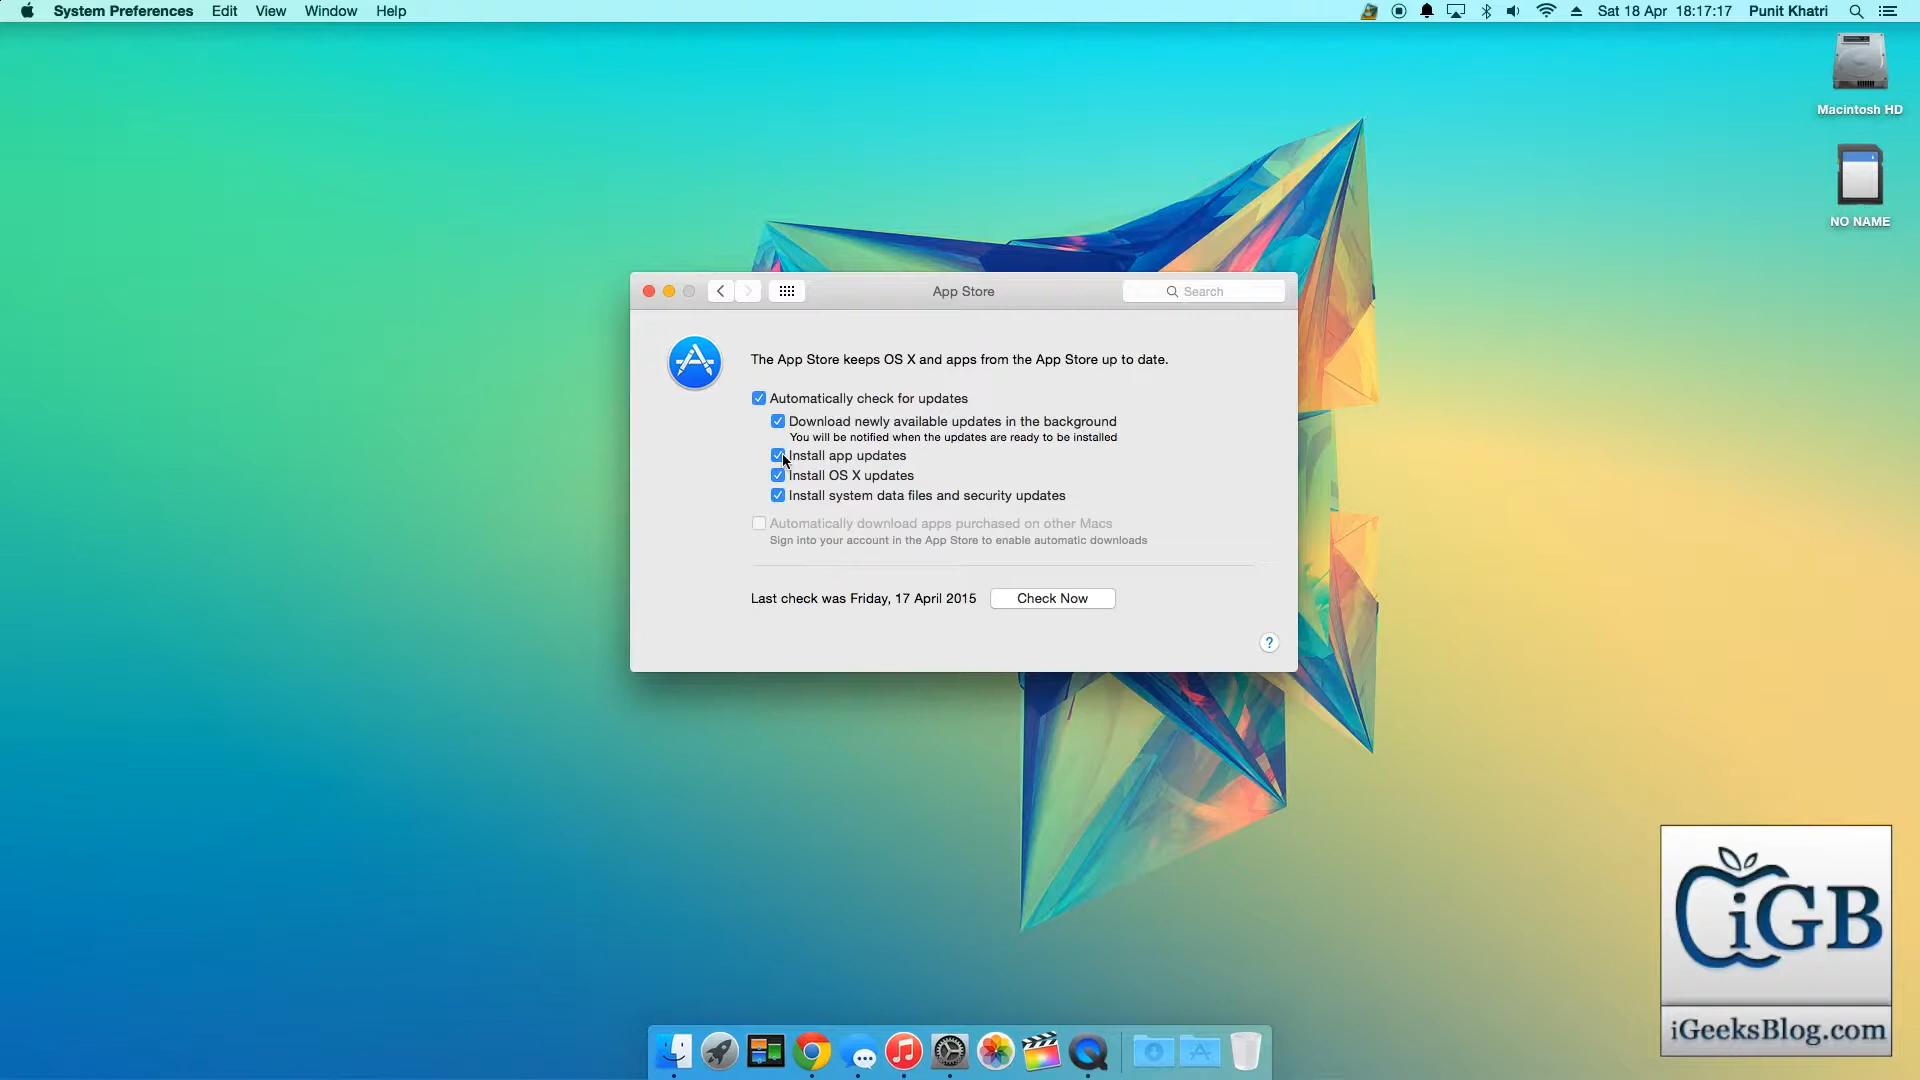 System Preferences Edit View Window Help
Sat 18 Apr 18:17:17 Punit Khatri
Macintosh HD
NO NAME
App Store
Search
The App Store keeps OS X and apps from the App Store up to date.
Automatically check for updates
Download newly available updates in the background
You will be notified when the updates are ready to be installed
Install app updates
Install OS X updates
Install system data files and security updates
Automatically download apps purchased on other Macs
Sign into your account in the App Store to enable automatic downloads
Last check was Friday, 17 April 2015
Check Now
?
iGB
iGeeksBlog.com